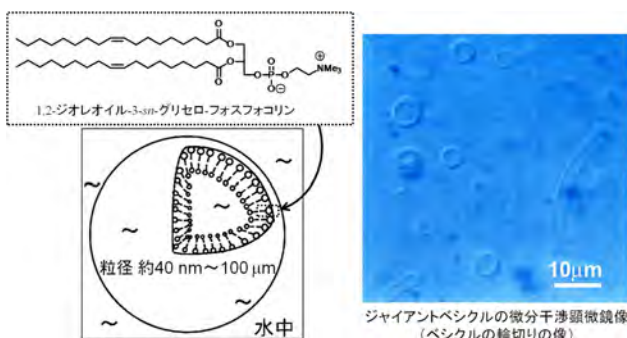 O
O
O
O
O
P
O
O⊖
O
⊕
NMe₃
1,2-ジオレオイル-3-sn-グリセロ-フォスフォコリン
粒径 約40 nm～100 μm
水中
10μm
ジャイアントベシクルの微分干渉顕微鏡像
(ベシクルの輪切りの像)